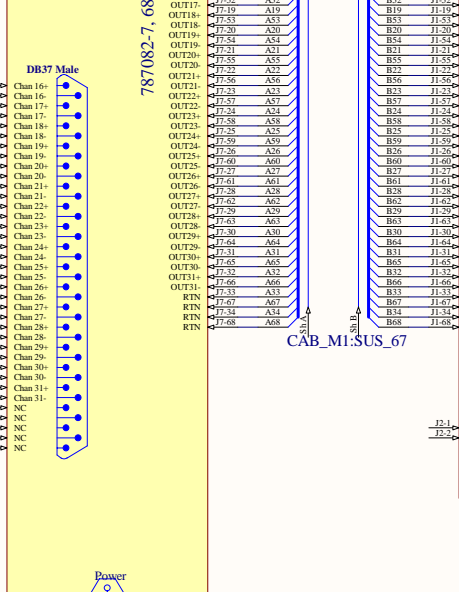 787082-7, 68
DB37 Male
Chan 16+
Chan 16-
Chan 17+
Chan 17-
Chan 18+
Chan 18-
Chan 19+
Chan 19-
Chan 20+
Chan 20-
Chan 21+
Chan 21-
Chan 22+
Chan 22-
Chan 23+
Chan 23-
Chan 24+
Chan 24-
Chan 25+
Chan 25-
Chan 26+
Chan 26-
Chan 27+
Chan 27-
Chan 28+
Chan 28-
Chan 29+
Chan 29-
Chan 30+
Chan 30-
Chan 31+
Chan 31-
NC
NC
NC
NC
NC
Power
OUT17- J7-52 A52 B52 J1-52
OUT18+ J7-19 A19 B19 J1-19
OUT18- J7-53 A53 B53 J1-53
OUT19+ J7-20 A20 B20 J1-20
OUT19- J7-54 A54 B54 J1-54
OUT20+ J7-21 A21 B21 J1-21
OUT20- J7-55 A55 B55 J1-55
OUT21+ J7-22 A22 B22 J1-22
OUT21- J7-56 A56 B56 J1-56
OUT22+ J7-23 A23 B23 J1-23
OUT22- J7-57 A57 B57 J1-57
OUT23+ J7-24 A24 B24 J1-24
OUT23- J7-58 A58 B58 J1-58
OUT24+ J7-25 A25 B25 J1-25
OUT24- J7-59 A59 B59 J1-59
OUT25+ J7-26 A26 B26 J1-26
OUT25- J7-60 A60 B60 J1-60
OUT26+ J7-27 A27 B27 J1-27
OUT26- J7-61 A61 B61 J1-61
OUT27+ J7-28 A28 B28 J1-28
OUT27- J7-62 A62 B62 J1-62
OUT28+ J7-29 A29 B29 J1-29
OUT28- J7-63 A63 B63 J1-63
OUT29+ J7-30 A30 B30 J1-30
OUT29- J7-64 A64 B64 J1-64
OUT30+ J7-31 A31 B31 J1-31
OUT30- J7-65 A65 B65 J1-65
OUT31+ J7-32 A32 B32 J1-32
OUT31- J7-66 A66 B66 J1-66
RTN J7-33 A33 B33 J1-33
RTN J7-67 A67 B67 J1-67
RTN J7-34 A34 B34 J1-34
RTN J7-68 A68 B68 J1-68
Sh A
Sh B
CAB_M1:SUS_67
J2-1
J2-2